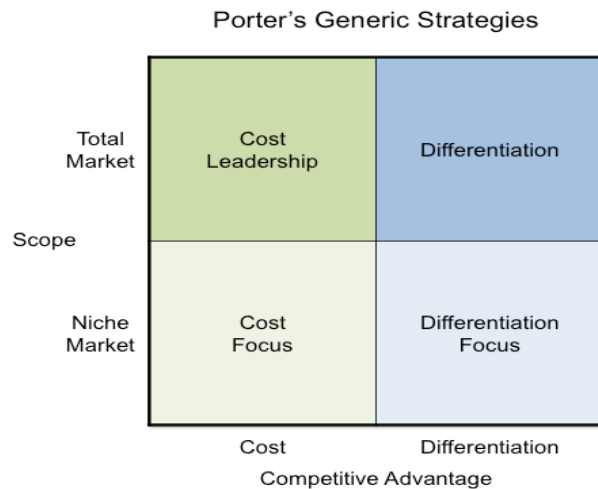 Porter’s Generic Strategies
Total
Market
Cost
Leadership
Differentiation
Scope
Niche
Market
Cost
Focus
Differentiation
Focus
Cost
Differentiation
Competitive Advantage